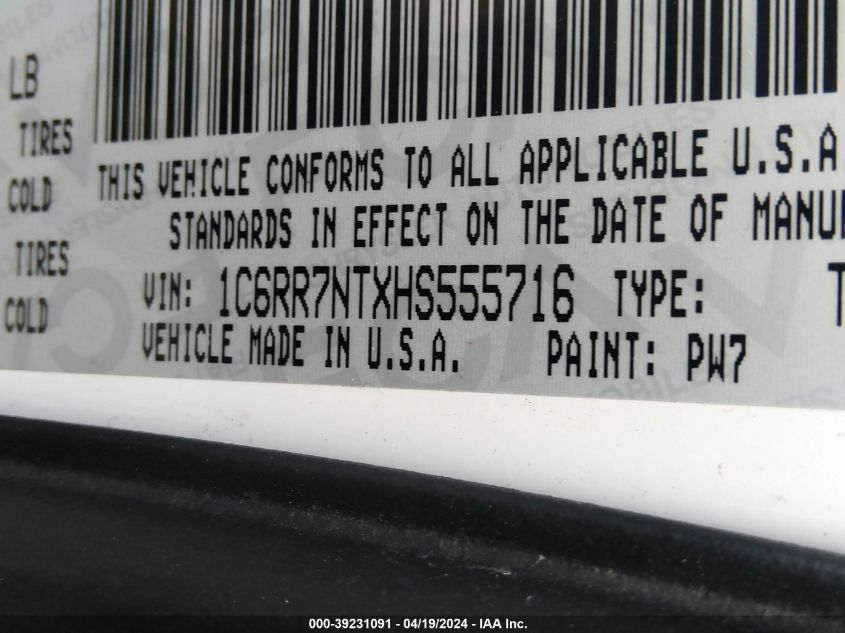 LB
TIRES
COLD
TIRES
COLD
THIS VEHICLE CONFORMS TO ALL APPLICABLE U.S.A
STANDARDS IN EFFECT ON THE DATE OF MANU
VIN: 1C6RR7NTXHS555716 TYPE: T
VEHICLE MADE IN U.S.A. PAINT: PW7
000-39231091 - 04/19/2024 - IAA Inc.